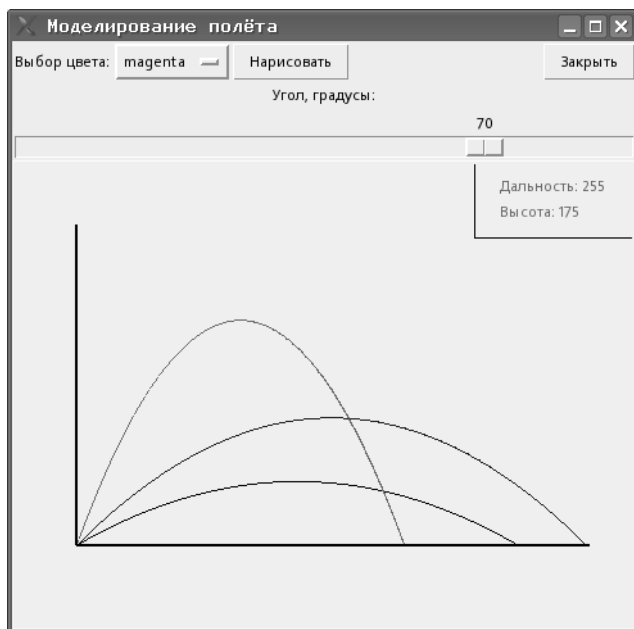 Моделирование полёта
Выбор цвета: magenta Нарисовать Закрыть
Угол, градусы:
70
Дальность: 255
Высота: 175